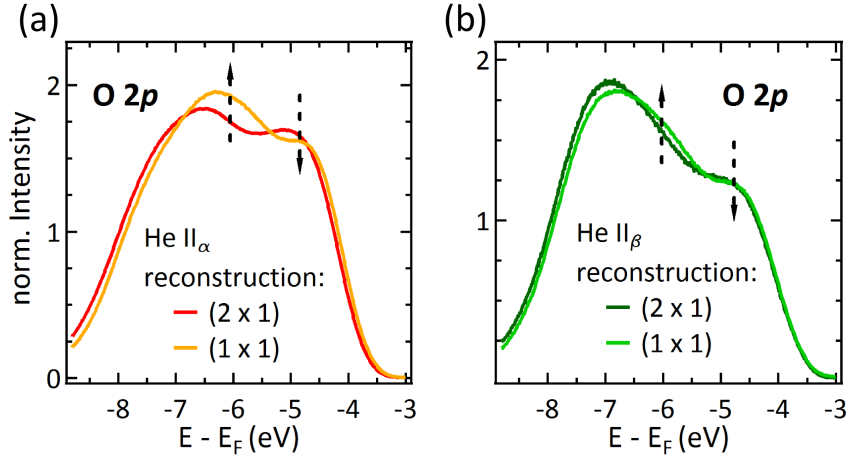 (a)
O 2p
2
1
0
norm. Intensity
He IIα
reconstruction:
(2 x 1)
(1 x 1)
-8 -7 -6 -5 -4 -3
E - EF (eV)
(b)
O 2p
2
1
He IIβ
reconstruction:
(2 x 1)
(1 x 1)
-8 -7 -6 -5 -4 -3
E - EF (eV)